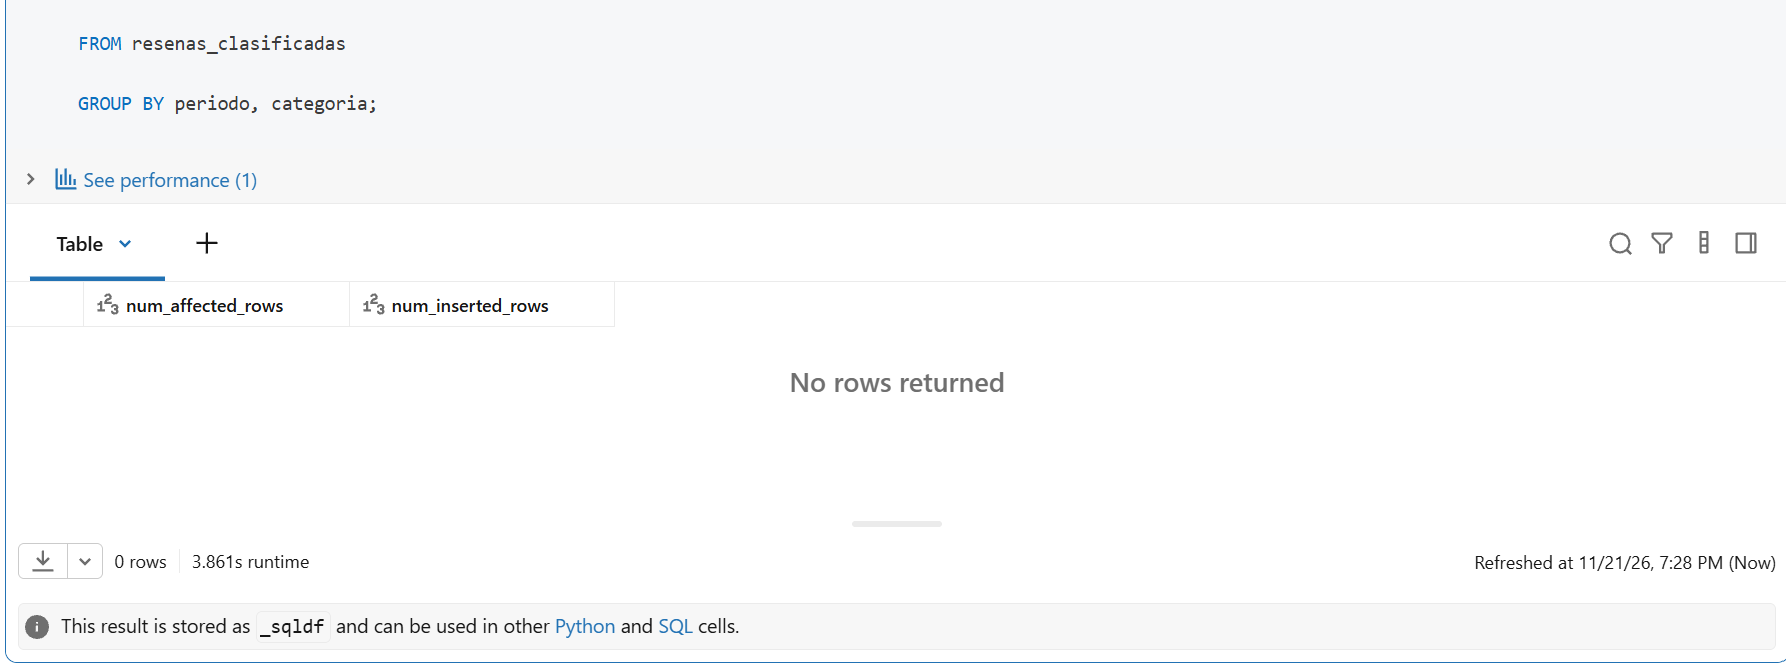 FROM resenas_clasificadas
GROUP BY periodo, categoria;
See performance (1)
Table
num_affected_rows
num_inserted_rows
No rows returned
0 rows
3.861s runtime
Refreshed at 11/21/26, 7:28 PM (Now)
This result is stored as _sqldf and can be used in other Python and SQL cells.